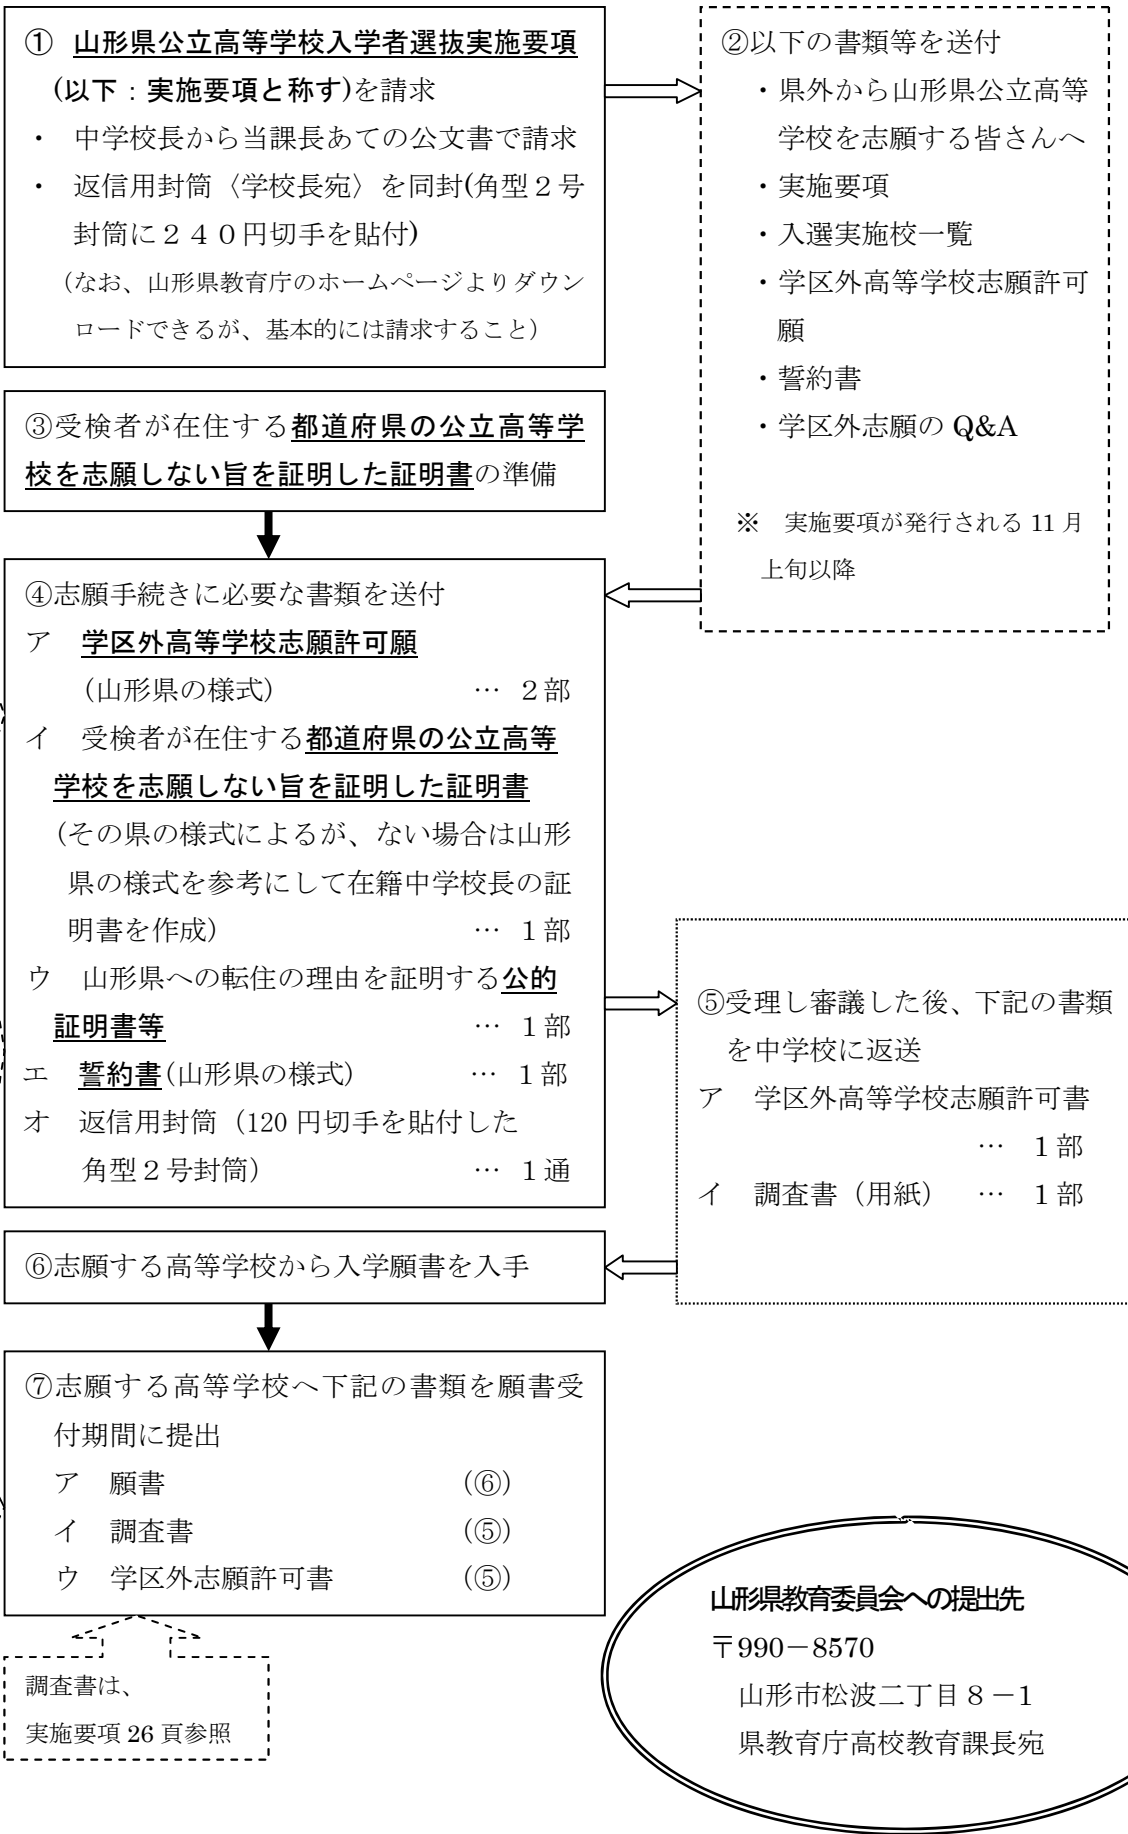 ① 山形県公立高等学校入学者選抜実施要項
(以下：実施要項と称す)を請求
・ 中学校長から当課長あての公文書で請求
・ 返信用封筒〈学校長宛〉を同封(角型２号
封筒に２４０円切手を貼付)
（なお、山形県教育庁のホームページよりダウン
ロードできるが、基本的には請求すること）
②以下の書類等を送付
・県外から山形県公立高等
学校を志願する皆さんへ
・実施要項
・入選実施校一覧
・学区外高等学校志願許可
願
・誓約書
・学区外志願の Q&A
※ 実施要項が発行される 11 月
上旬以降
③受検者が在住する都道府県の公立高等学
校を志願しない旨を証明した証明書の準備
④志願手続きに必要な書類を送付
ア 学区外高等学校志願許可願
（山形県の様式） … ２部
イ 受検者が在住する都道府県の公立高等
学校を志願しない旨を証明した証明書
（その県の様式によるが、ない場合は山形
県の様式を参考にして在籍中学校長の証
明書を作成） … １部
ウ 山形県への転住の理由を証明する公的
証明書等 … １部
エ 誓約書（山形県の様式） … １部
オ 返信用封筒（120 円切手を貼付した
角型２号封筒） … １通
⑤受理し審議した後、下記の書類
を中学校に返送
ア 学区外高等学校志願許可書
… １部
イ 調査書（用紙） … １部
⑥志願する高等学校から入学願書を入手
⑦志願する高等学校へ下記の書類を願書受
付期間に提出
ア 願書 (⑥)
イ 調査書 (⑤)
ウ 学区外志願許可書 (⑤)
調査書は、
実施要項 26 頁参照
山形県教育委員会への提出先
〒990－8570
山形市松波二丁目８－1
県教育庁高校教育課長宛